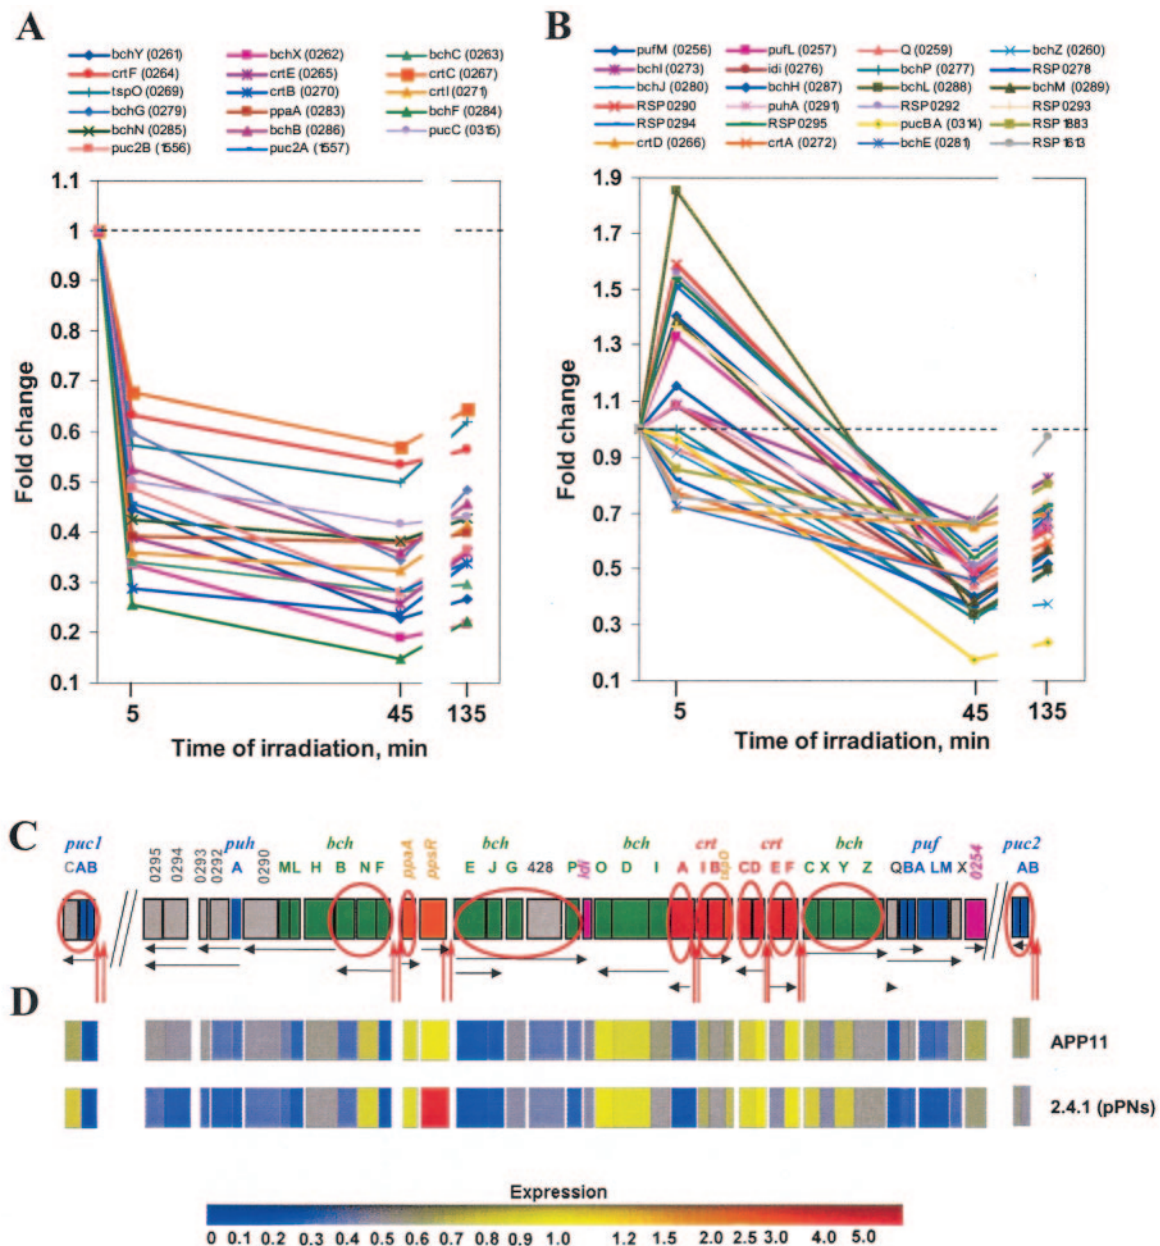 A
bchY (0261) bchX (0262) bchC (0263)
crtF (0264) crtE (0265) crtC (0267)
tspO (0269) crtB (0270) crtI (0271)
bchG (0279) ppaA (0283) bchF (0284)
bchN (0285) bchB (0286) pucC (0315)
puc2B (1556) puc2A (1557)
1.1
1
0.9
0.8
0.7
0.6
0.5
0.4
0.3
0.2
0.1
Fold change
5 45 135
Time of irradiation, min
B
pufM (0256) pufL (0257) Q (0259) bchZ (0260)
bchI (0273) idi (0276) bchP (0277) RSP0278
bchJ (0280) bchH (0287) bchL (0288) bchM (0289)
RSP0290 puhA (0291) RSP0292 RSP0293
RSP0294 RSP0295 pucBA (0314) RSP1883
crtD (0266) crtA (0272) bchE (0281) RSP1613
1.9
1.7
1.5
1.3
1.1
0.9
0.7
0.5
0.3
0.1
Fold change
5 45 135
Time of irradiation, min
C
puc1 puh bch bch bch crt crt bch puf puc2
CAB 0295 0294 0293 0292 A 0290 ML H B N F ppaA ppsR E J G 428 P idi O D I A I B tspO CD E F C X Y Z QBA LM X 0254 AB
D
APP11
2.4.1 (pPNs)
Expression
0 0.1 0.2 0.3 0.4 0.5 0.6 0.7 0.8 0.9 1.0 1.2 1.5 2.0 2.5 3.0 4.0 5.0